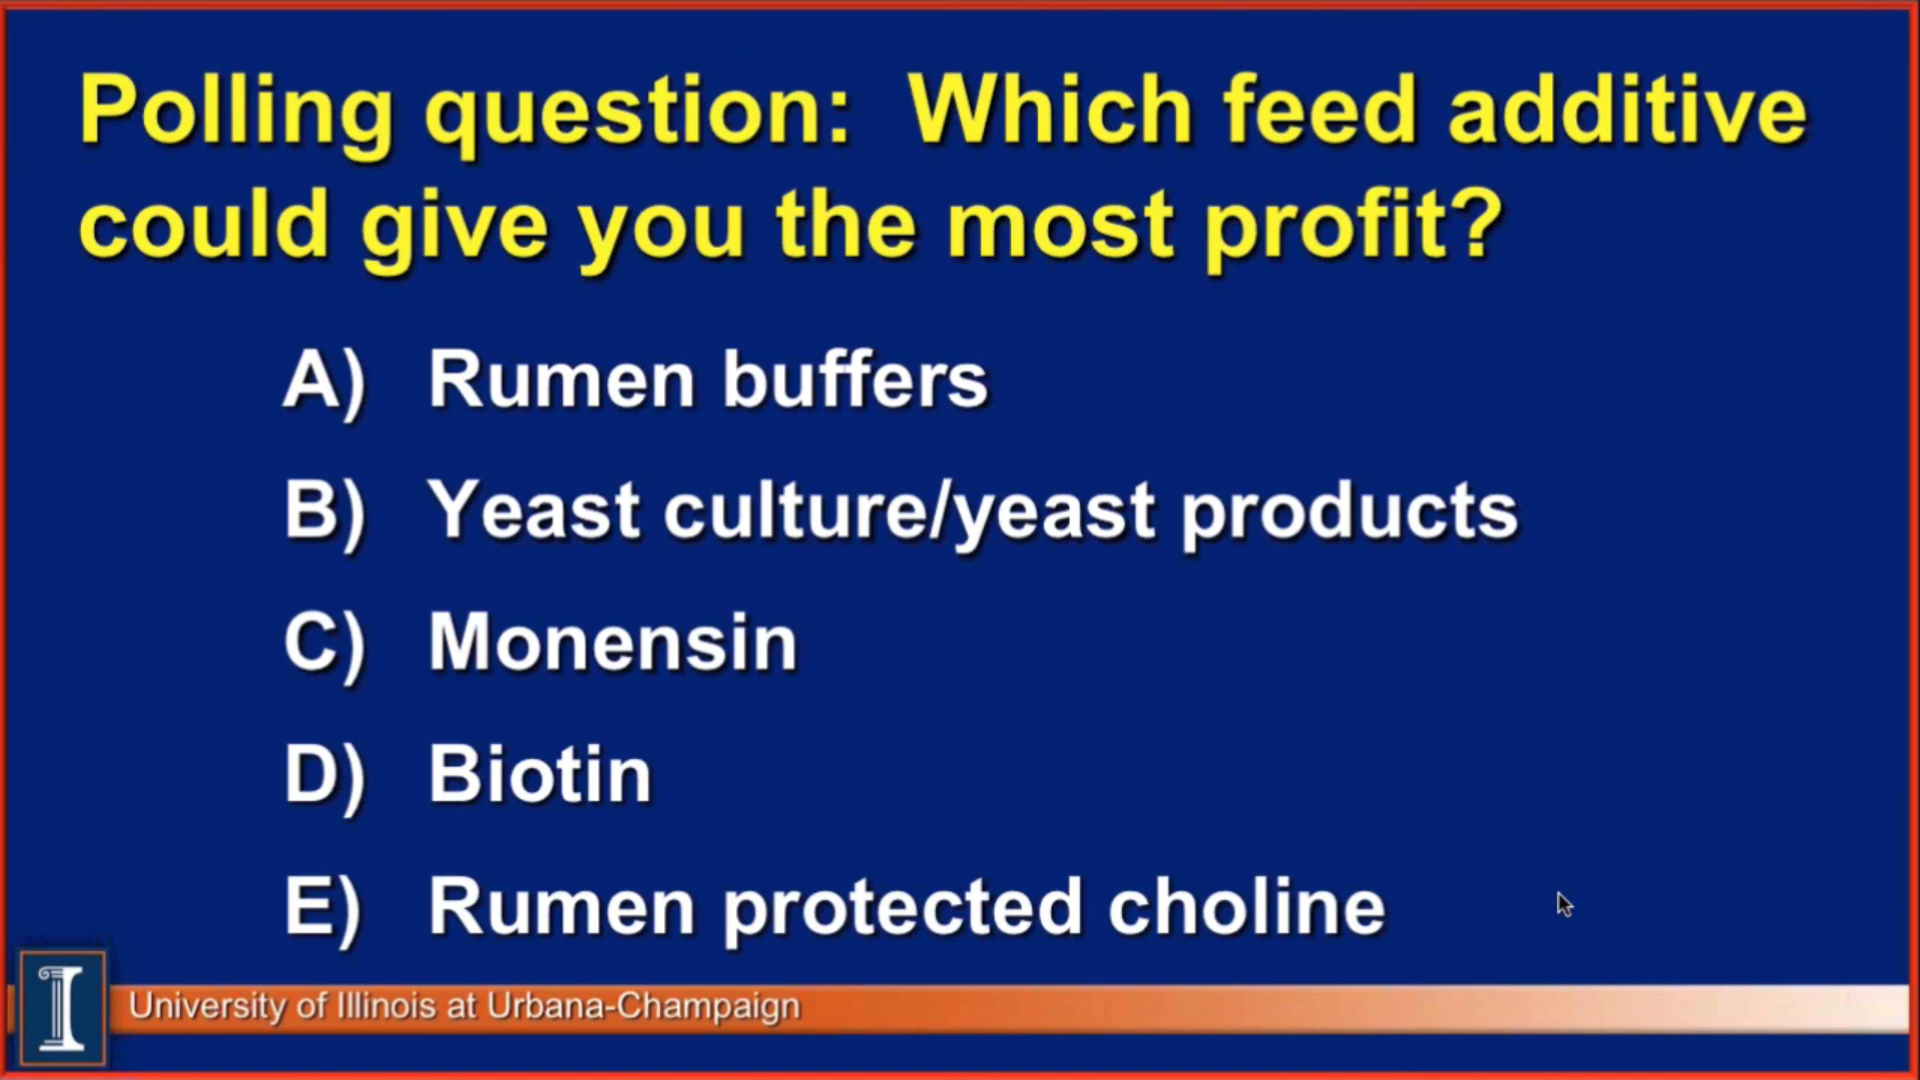 Polling question: Which feed additive
could give you the most profit?
A) Rumen buffers
B) Yeast culture/yeast products
C) Monensin
D) Biotin
E) Rumen protected choline
I University of Illinois at Urbana-Champaign